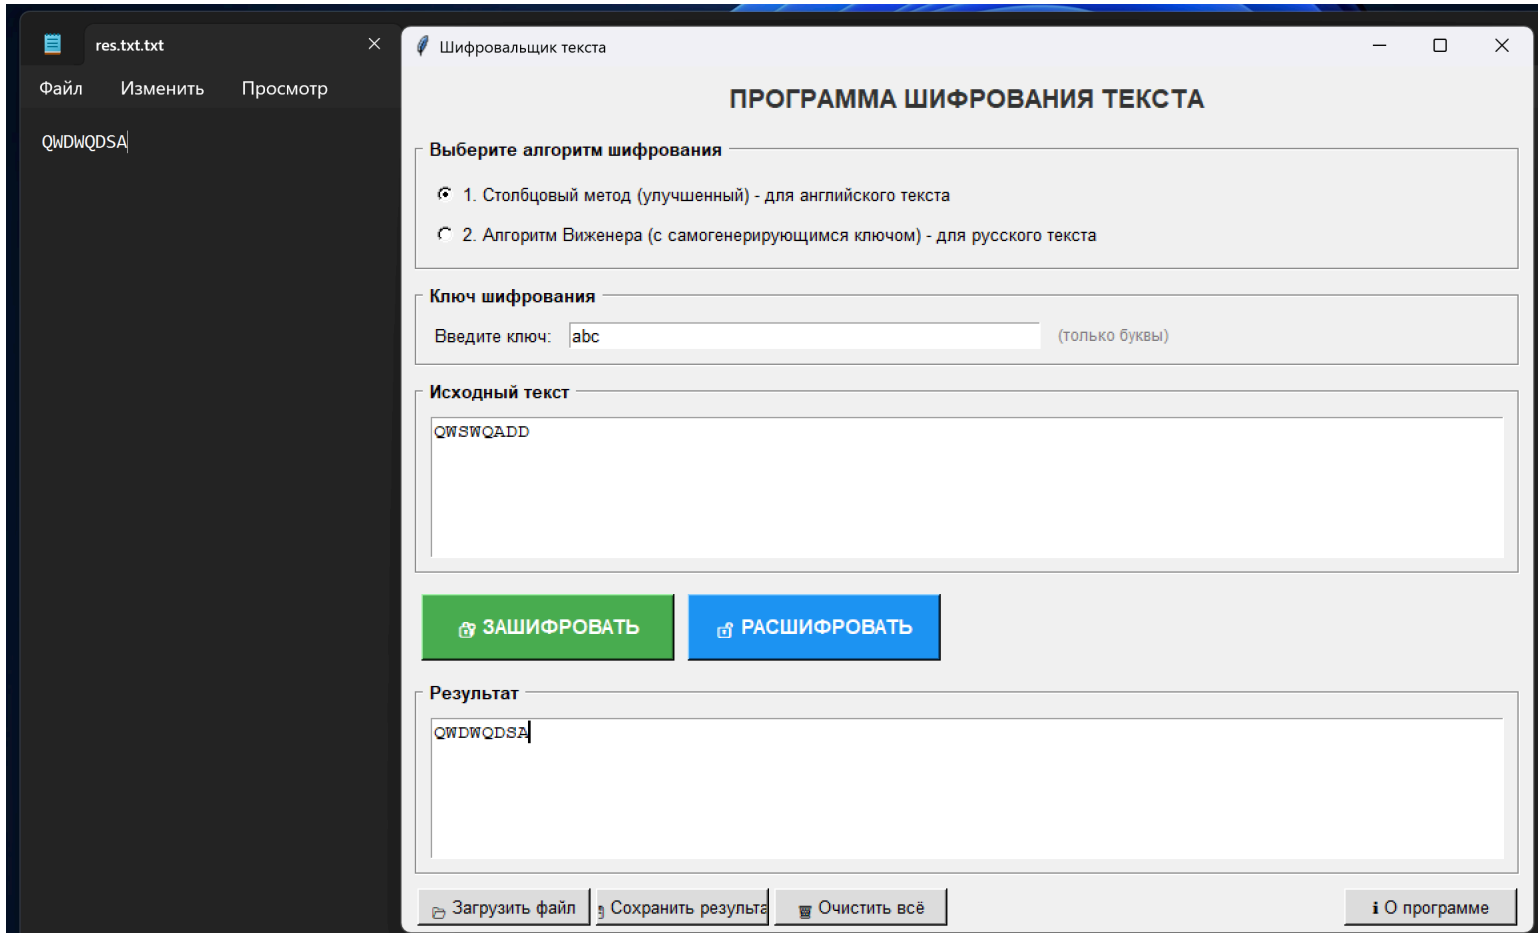 res.txt.txt
Файл Изменить Просмотр
QWDWQDSA
Шифровальщик текста
ПРОГРАММА ШИФРОВАНИЯ ТЕКСТА
Выберите алгоритм шифрования
1. Столбцовый метод (улучшенный) - для английского текста
2. Алгоритм Виженера (с самогенерирующимся ключом) - для русского текста
Ключ шифрования
Введите ключ: abc (только буквы)
Исходный текст
QWSWQADD
ЗАШИФРОВАТЬ РАСШИФРОВАТЬ
Результат
QWDWQDSA
Загрузить файл Сохранить результа Очистить всё О программе